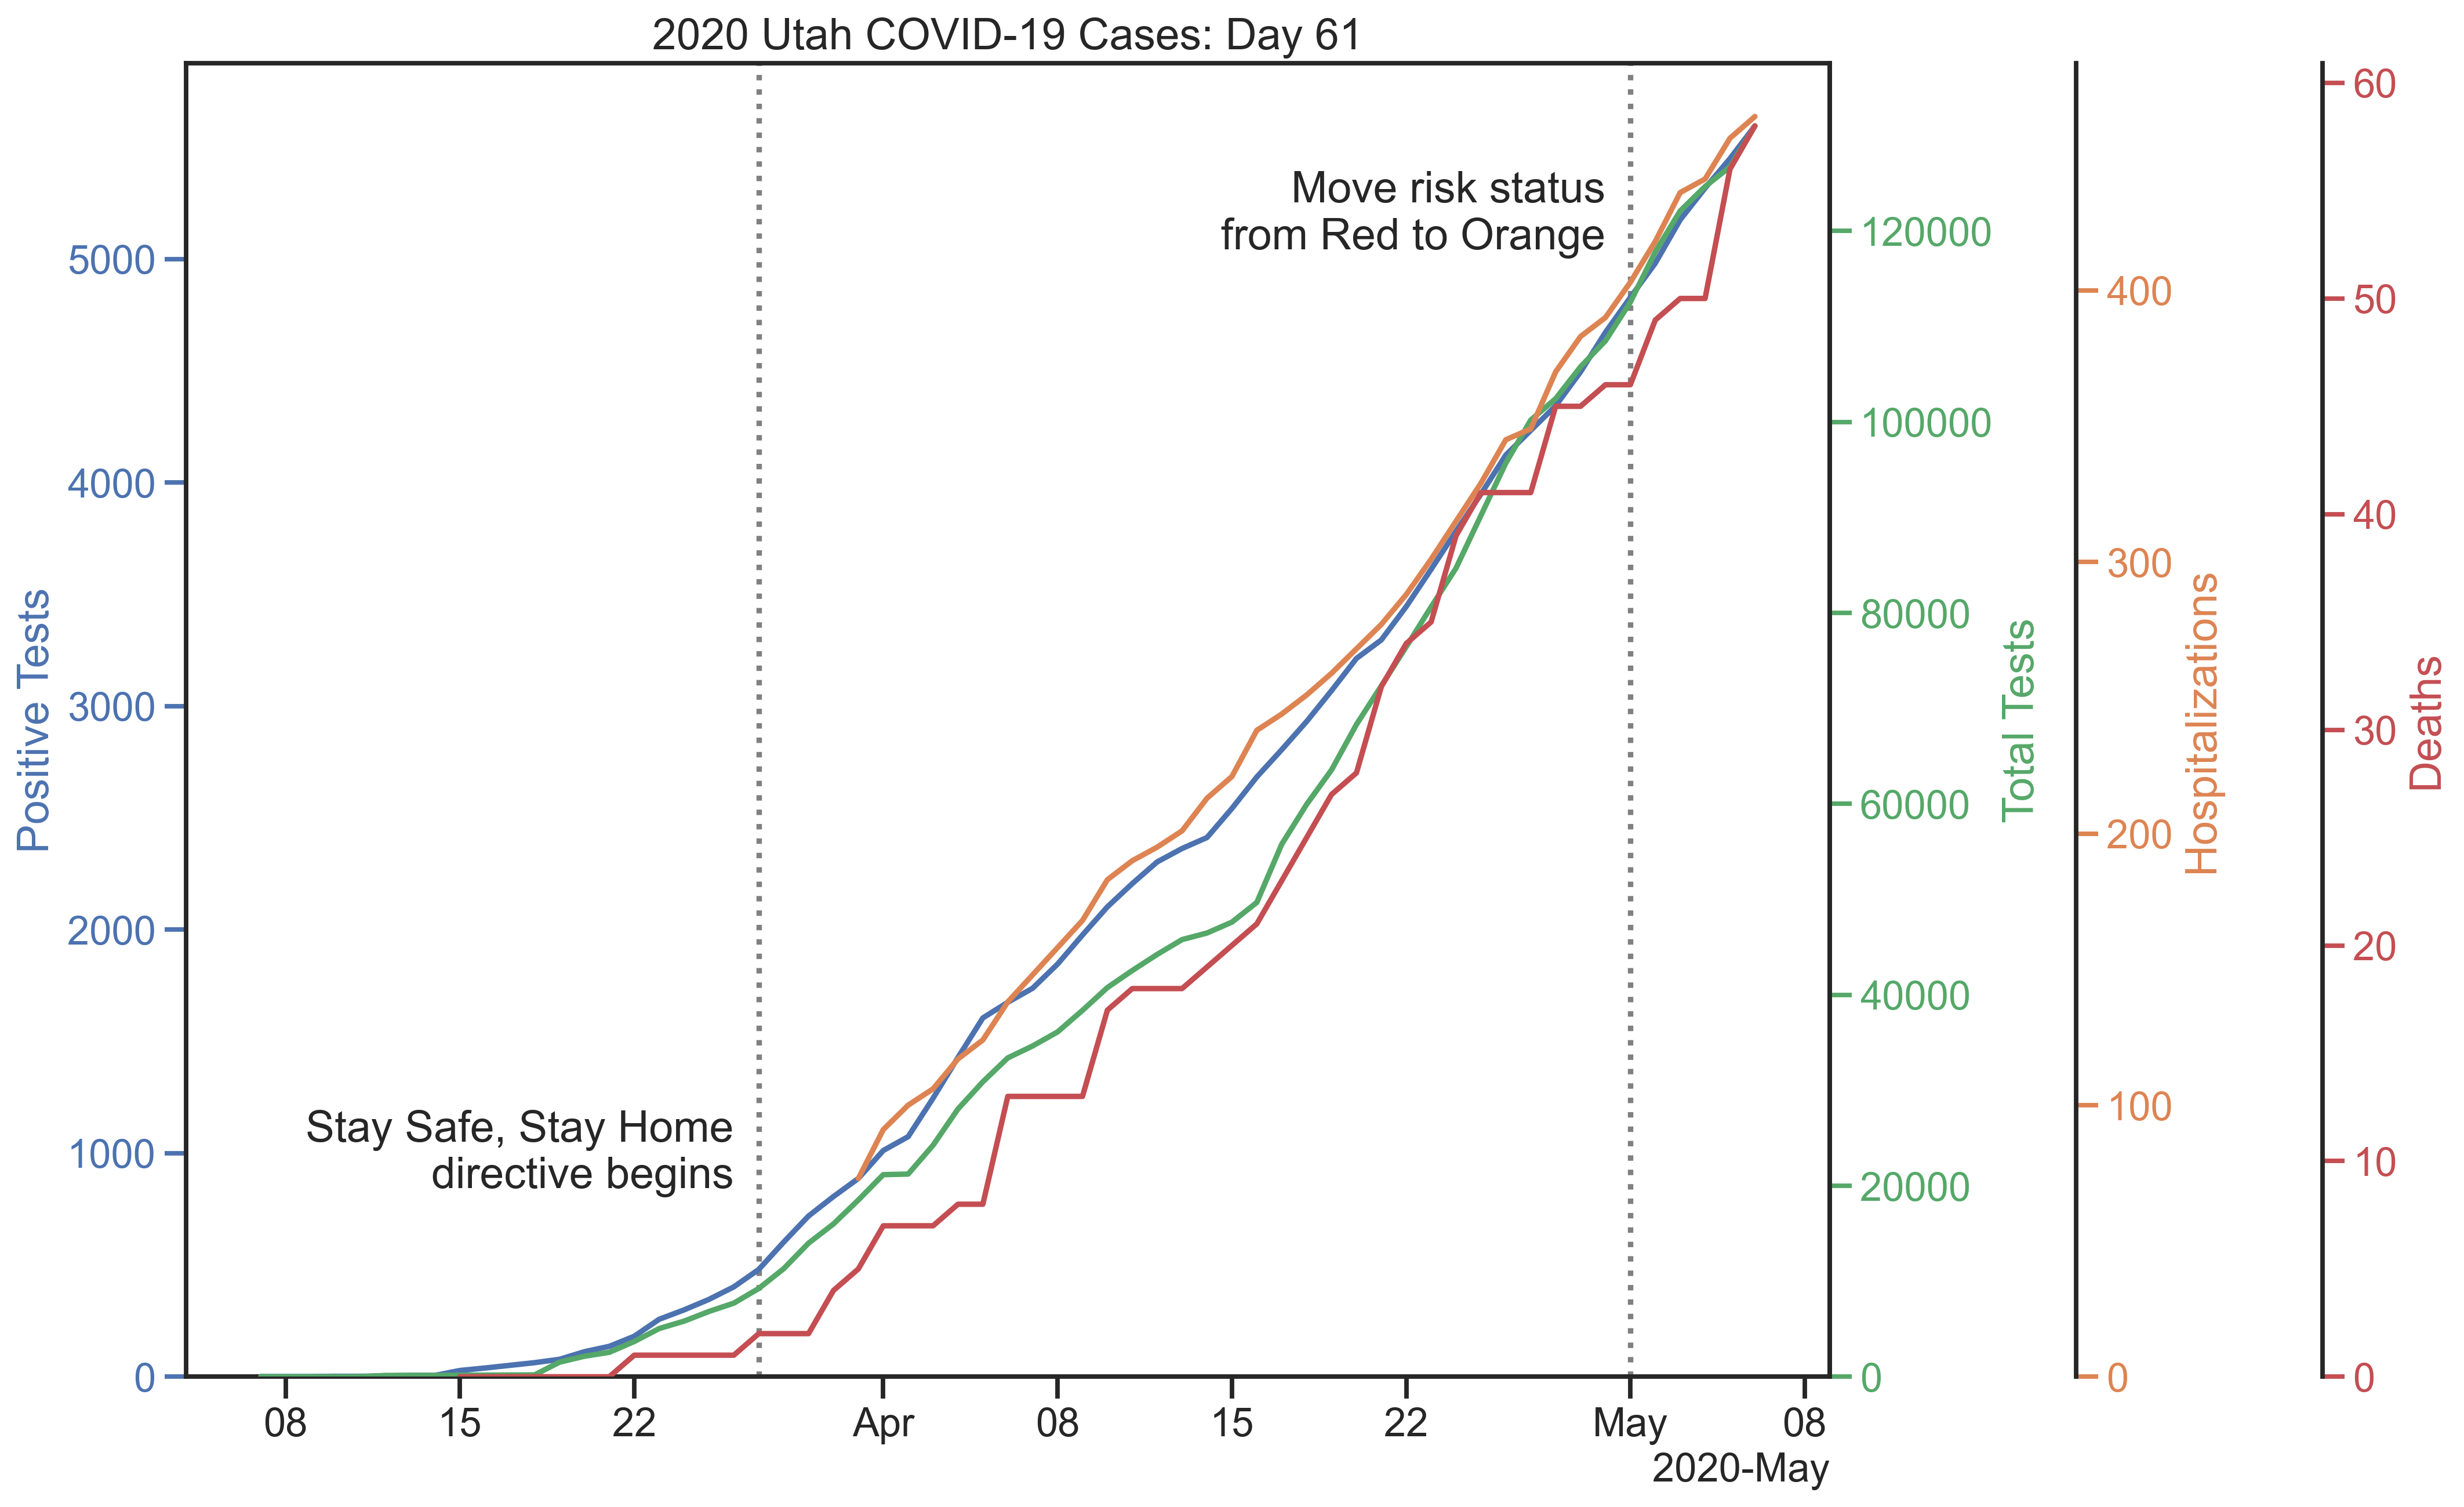 2020 Utah COVID-19 Cases: Day 61
Move risk status
from Red to Orange
Stay Safe, Stay Home
directive begins
Positive Tests
5000
4000
3000
2000
1000
0
120000
100000
80000
60000
40000
20000
0
Total Tests
400
300
200
100
0
Hospitalizations
60
50
40
30
20
10
0
Deaths
08 15 22 Apr 08 15 22 May 08
2020-May